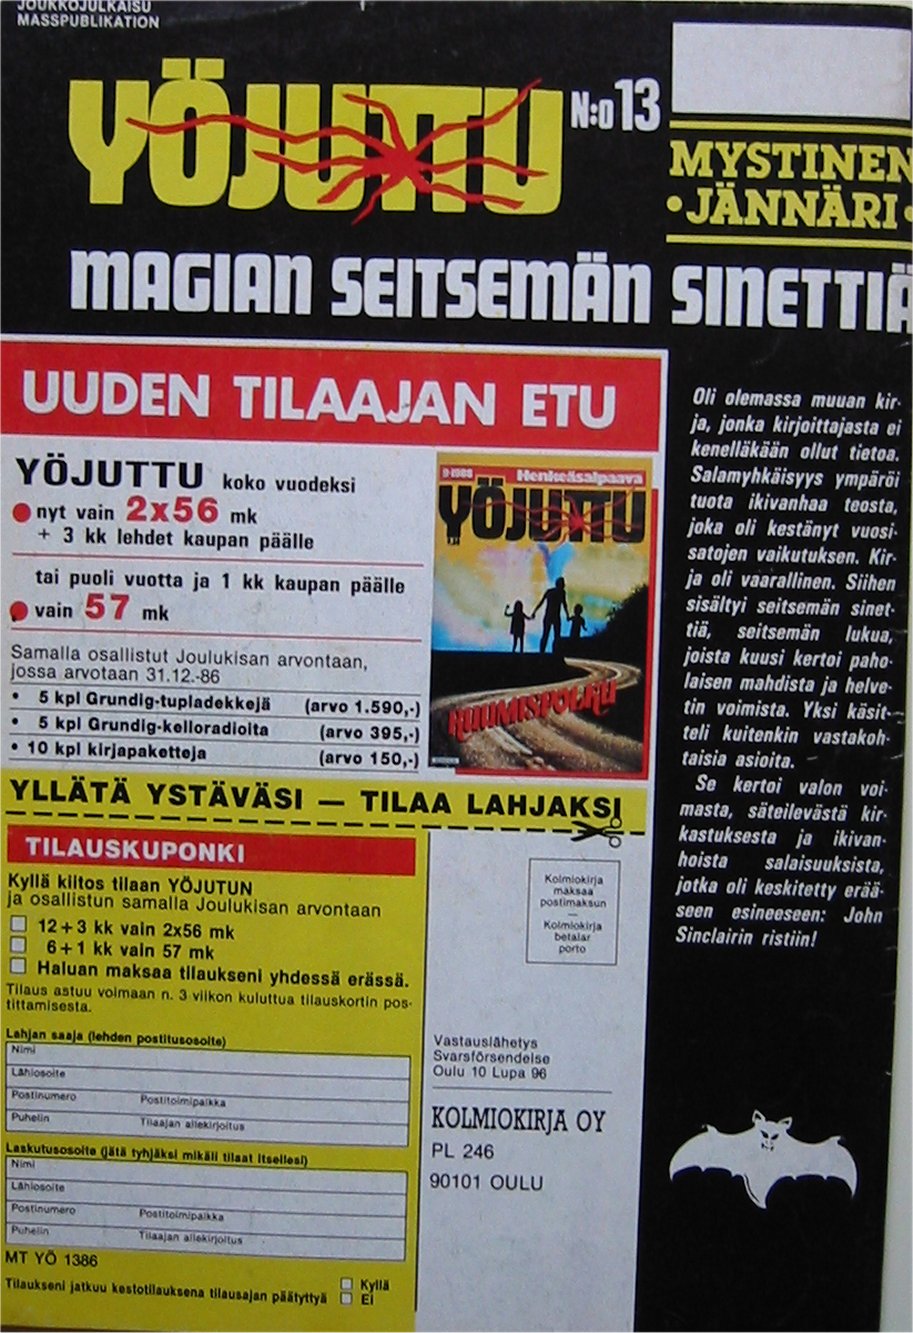 JOUKKOJULKAISU
MASSPUBLIKATION
YÖJUTTU N:o 13
MYSTINEN
•JÄNNÄRI•
MAGIAN SEITSEMÄN SINETTIÄ
UUDEN TILAAJAN ETU
YÖJUTTU koko vuodeksi
● nyt vain 2x56 mk
+ 3 kk lehdet kaupan päälle
tai puoli vuotta ja 1 kk kaupan päälle
● vain 57 mk
Samalla osallistut Joulukisan arvontaan,
jossa arvotaan 31.12.-86
• 5 kpl Grundig-tupladekkejä (arvo 1.590,-)
• 5 kpl Grundig-kelloradioita (arvo 395,-)
• 10 kpl kirjapaketteja (arvo 150,-)
9·1986
Henkeäsalpaava
YÖJUTTU
RUUMISPOLKU
YLLÄTÄ YSTÄVÄSI — TILAA LAHJAKSI
TILAUSKUPONKI
Kyllä kiitos tilaan YÖJUTUN
ja osallistun samalla Joulukisan arvontaan
12+3 kk vain 2x56 mk
6+1 kk vain 57 mk
Haluan maksaa tilaukseni yhdessä erässä.
Tilaus astuu voimaan n. 3 viikon kuluttua tilauskortin pos-
tittamisesta.
Lahjan saaja (lehden postitusosoite)
Nimi
Lähiosoite
Postinumero Postitoimipaikka
Puhelin Tilaajan allekirjoitus
Laskutusosoite (jätä tyhjäksi mikäli tilaat itsellesi)
Nimi
Lähiosoite
Postinumero Postitoimipaikka
Puhelin Tilaajan allekirjoitus
MT YÖ 1386
Tilaukseni jatkuu kestotilauksena tilausajan päätyttyä
Kyllä
Ei
Kolmiokirja
maksaa
postimaksun
—
Kolmiokirja
betalar
porto
Vastauslähetys
Svarsförsendelse
Oulu 10 Lupa 96
KOLMIOKIRJA OY
PL 246
90101 OULU
Oli olemassa muuan kir-
ja, jonka kirjoittajasta ei
kenelläkään ollut tietoa.
Salamyhkäisyys ympäröi
tuota ikivanhaa teosta,
joka oli kestänyt vuosi-
satojen vaikutuksen. Kir-
ja oli vaarallinen. Siihen
sisältyi seitsemän sinet-
tiä, seitsemän lukua,
joista kuusi kertoi paho-
laisen mahdista ja helve-
tin voimista. Yksi käsit-
teli kuitenkin vastakoh-
taisia asioita.
Se kertoi valon voi-
masta, säteilevästä kir-
kastuksesta ja ikivan-
hoista salaisuuksista,
jotka oli keskitetty erää-
seen esineeseen: John
Sinclairin ristiin!